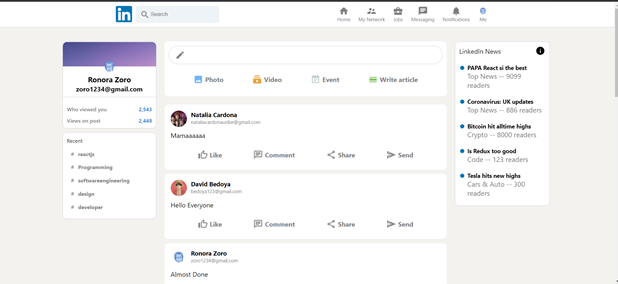 in
Search
Home
My Network
Jobs
Messaging
Notifications
Me
Ronora Zoro
zoro1234@gmail.com
Who viewed you 2,543
Views on post 2,448
Recent
# reactjs
# Programming
# softwareengineering
# design
# developer
Photo
Video
Event
Write article
Natalia Cardona
nataliacardonauribe@gmail.com
Mamaaaaaa
Like
Comment
Share
Send
David Bedoya
bedoya123@gmail.com
Hello Everyone
Like
Comment
Share
Send
Ronora Zoro
zoro1234@gmail.com
Almost Done
LinkedIn News
PAPA React si the best
Top News -- 9099
readers
Coronavirus: UK updates
Top News -- 886 readers
Bitcoin hit alltime highs
Crypto -- 8000 readers
Is Redux too good
Code -- 123 readers
Tesla hits new highs
Cars & Auto -- 300
readers